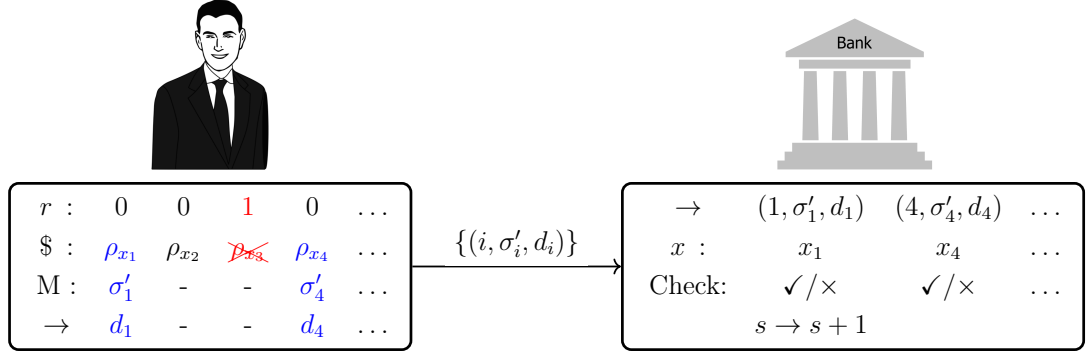 Bank
r : 0 0 1 0 …
$ : ρ_{x_1} ρ_{x_2} ρ_{x_3} ρ_{x_4} …
M : σ′_1 - - σ′_4 …
→ d_1 - - d_4 …
{(i, σ′_i, d_i)}
→ (1, σ′_1, d_1) (4, σ′_4, d_4) …
x : x_1 x_4 …
Check: ✓/× ✓/× …
s → s + 1